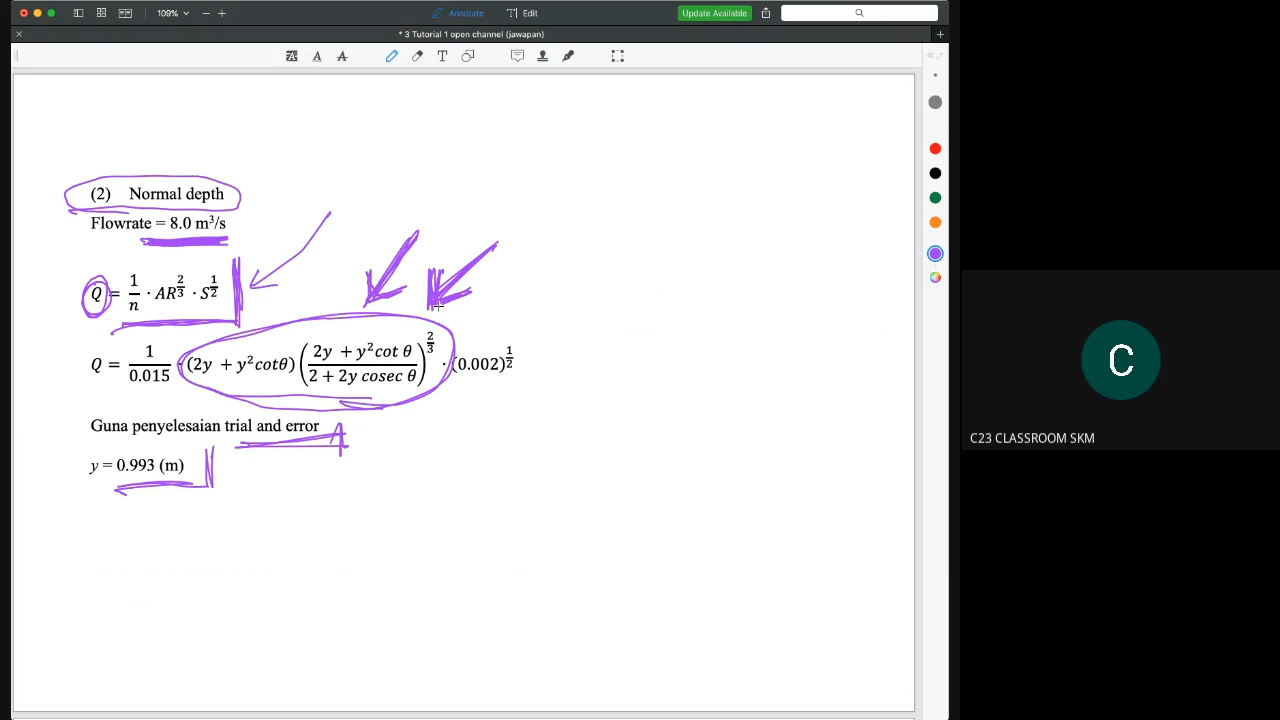 109%
Annotate
Edit
Update Available
* 3 Tutorial 1 open channel (jawapan)
(2) Normal depth
Flowrate = 8.0 m³/s
Q = 1/n · AR^(2/3) · S^(1/2)
Q = 1/0.015 · (2y + y²cotθ) ((2y + y²cot θ)/(2 + 2y cosec θ))^(2/3) · (0.002)^(1/2)
Guna penyelesaian trial and error
y = 0.993 (m)
C
C23 CLASSROOM SKM